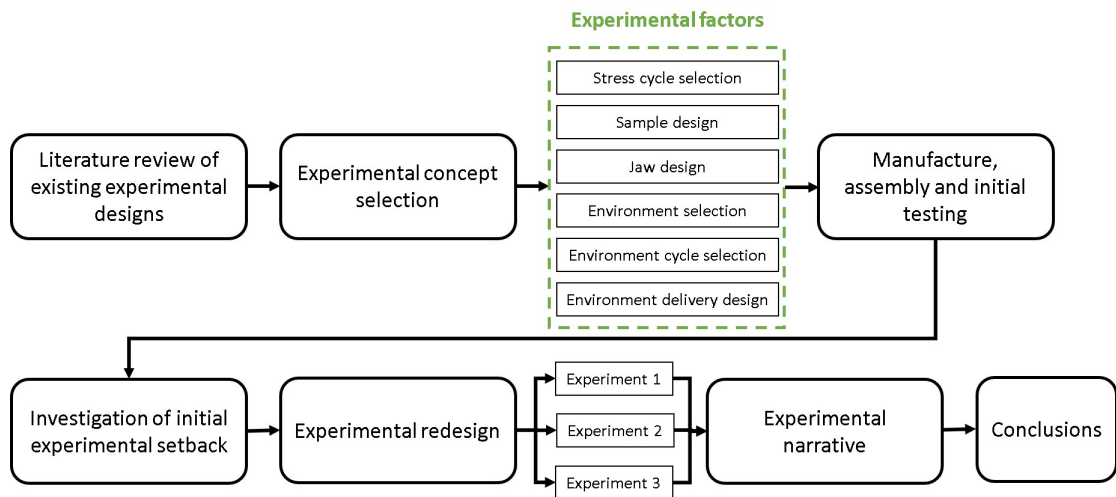 Experimental factors
Literature review of
existing experimental
designs
Experimental concept
selection
Stress cycle selection
Sample design
Jaw design
Environment selection
Environment cycle selection
Environment delivery design
Manufacture,
assembly and initial
testing
Investigation of initial
experimental setback
Experimental redesign
Experiment 1
Experiment 2
Experiment 3
Experimental
narrative
Conclusions